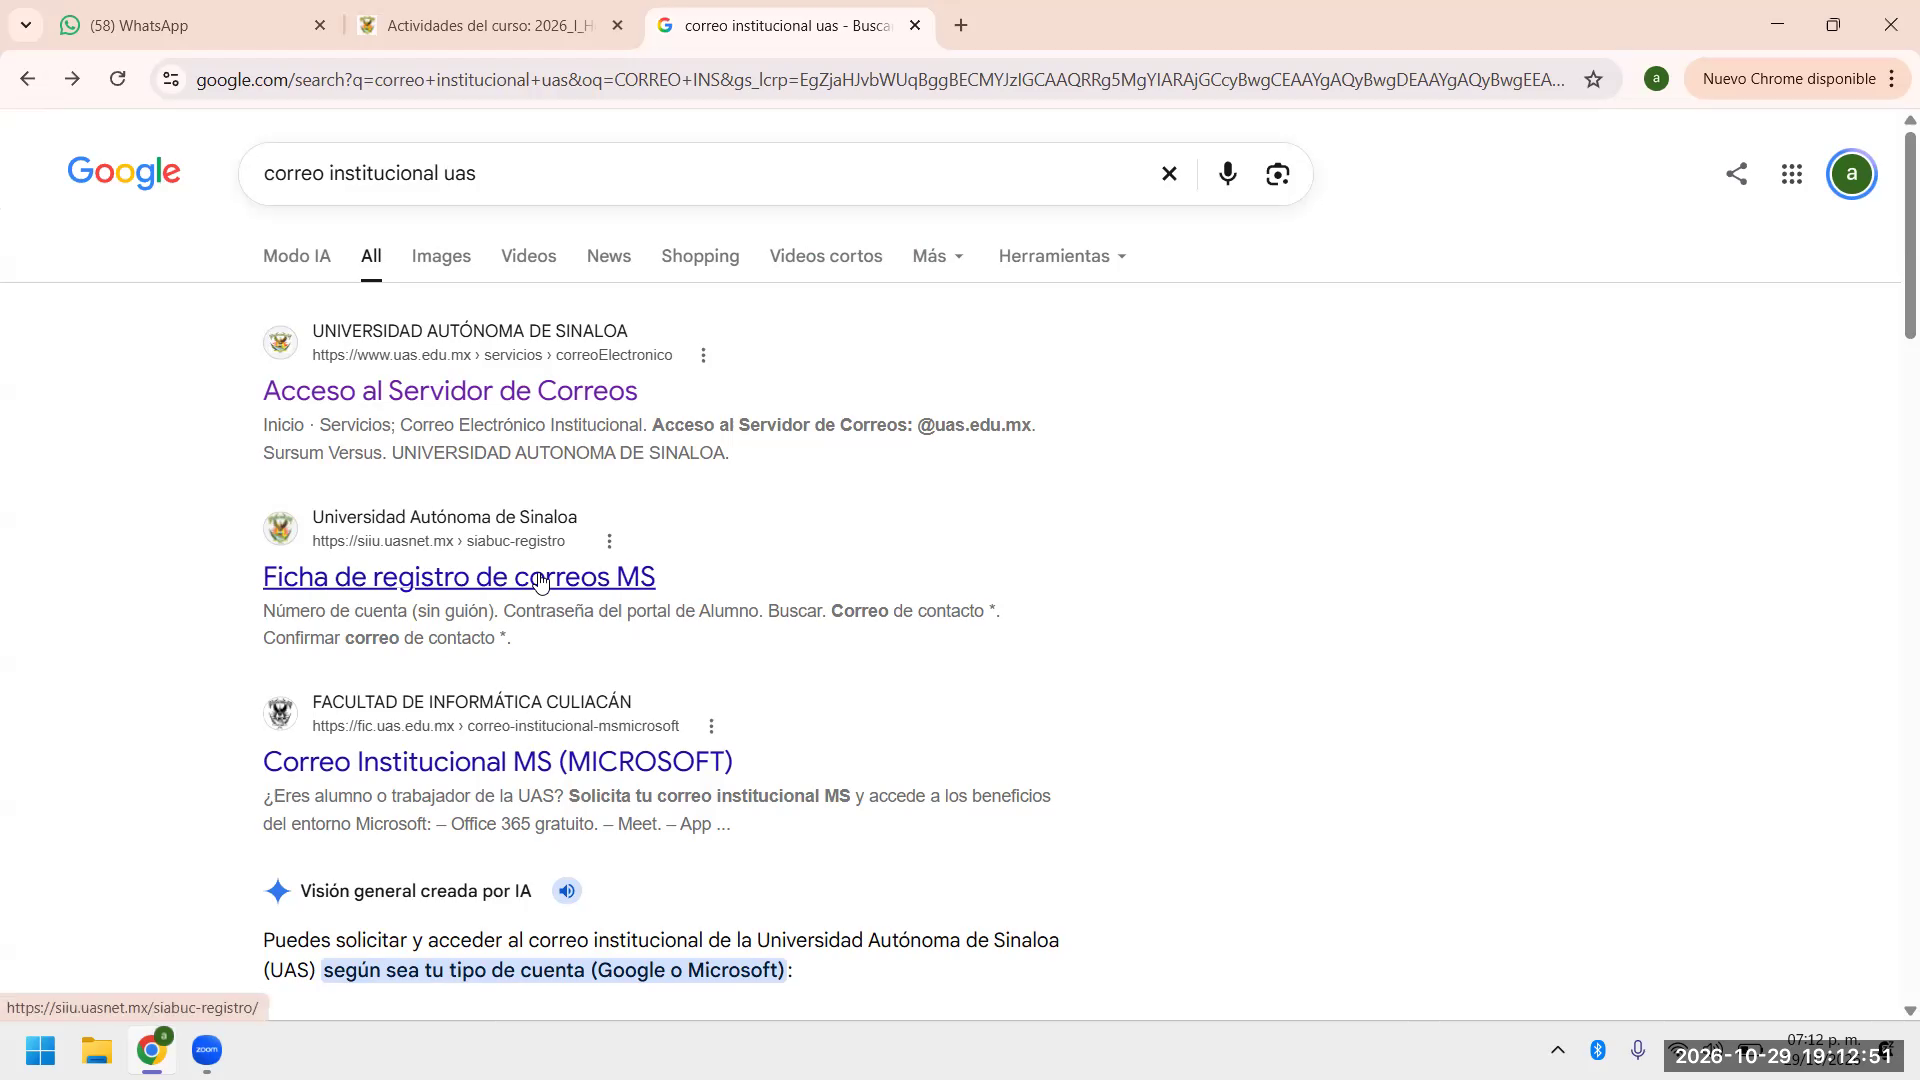 (58) WhatsApp
Actividades del curso: 2026_I_H
correo institucional uas - Busca
google.com/search?q=correo+institucional+uas&oq=CORREO+INS&gs_lcrp=EgZjaHJvbWUqBggBECMYJzIGCAAQRRg5MgYIARAjGCcyBwgCEAAYgAQyBwgDEAAYgAQyBwgEEA...
a
Nuevo Chrome disponible
Google
correo institucional uas
a
Modo IA
All
Images
Videos
News
Shopping
Videos cortos
Más
Herramientas
UNIVERSIDAD AUTÓNOMA DE SINALOA
https://www.uas.edu.mx › servicios › correoElectronico
Acceso al Servidor de Correos
Inicio · Servicios; Correo Electrónico Institucional. Acceso al Servidor de Correos: @uas.edu.mx.
Sursum Versus. UNIVERSIDAD AUTONOMA DE SINALOA.
Universidad Autónoma de Sinaloa
https://siiu.uasnet.mx › siabuc-registro
Ficha de registro de correos MS
Número de cuenta (sin guión). Contraseña del portal de Alumno. Buscar. Correo de contacto *.
Confirmar correo de contacto *.
FACULTAD DE INFORMÁTICA CULIACÁN
https://fic.uas.edu.mx › correo-institucional-msmicrosoft
Correo Institucional MS (MICROSOFT)
¿Eres alumno o trabajador de la UAS? Solicita tu correo institucional MS y accede a los beneficios
del entorno Microsoft: – Office 365 gratuito. – Meet. – App ...
Visión general creada por IA
Puedes solicitar y acceder al correo institucional de la Universidad Autónoma de Sinaloa
(UAS) según sea tu tipo de cuenta (Google o Microsoft):
https://siiu.uasnet.mx/siabuc-registro/
a
zoom
07:12 p. m.
2026-10-29 19:12:51